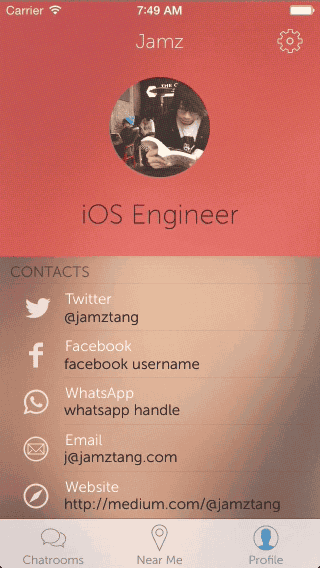 Carrier 7:49 AM
Jamz
THE C
iOS Engineer
CONTACTS
Twitter
@jamztang
Facebook
facebook username
WhatsApp
whatsapp handle
Email
j@jamztang.com
Website
http://medium.com/@jamztang
Chatrooms Near Me Profile